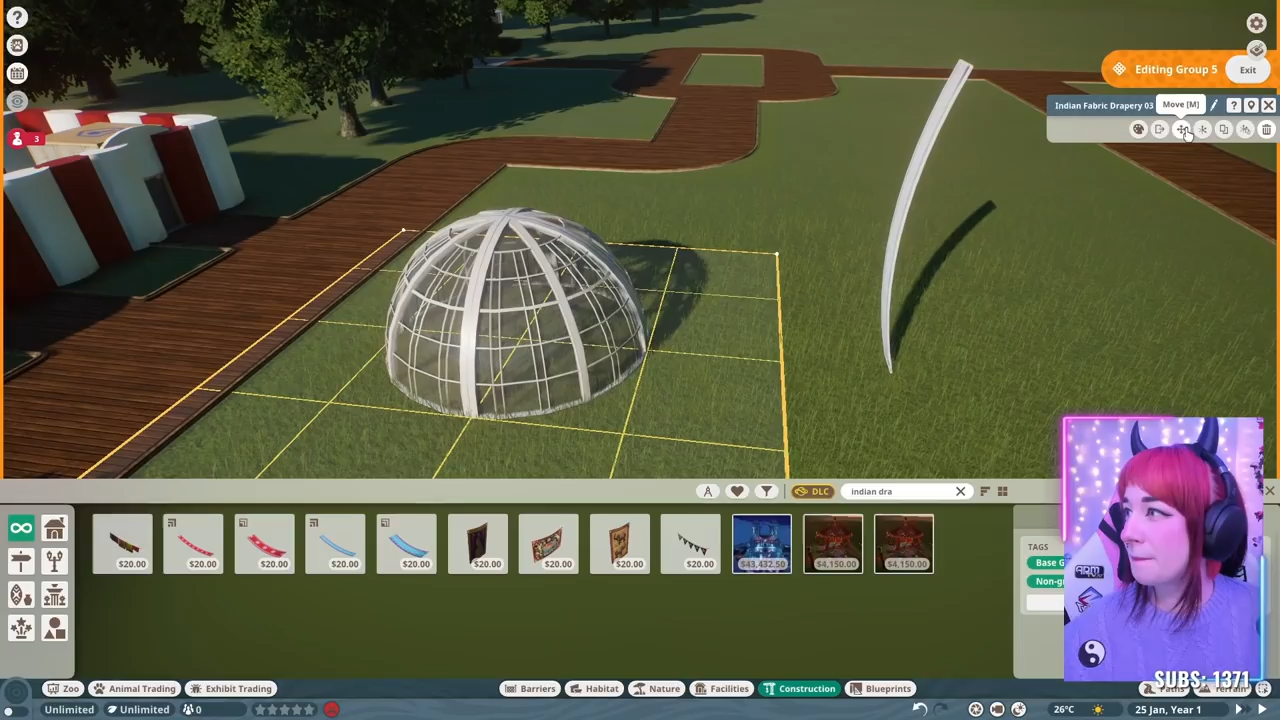 Editing Group 5
Exit
Indian Fabric Drapery 03
Move [M]
3
DLC
indian dra
$20.00
$20.00
$20.00
$20.00
$20.00
$20.00
$20.00
$20.00
$20.00
$43,432.50
$4,150.00
$4,150.00
TAGS
Base G
Non-g
SUBS: 1371
Zoo
Animal Trading
Exhibit Trading
Barriers
Habitat
Nature
Facilities
Construction
Blueprints
Paths
Terrain
Unlimited
Unlimited
0
26°C
25 Jan, Year 1